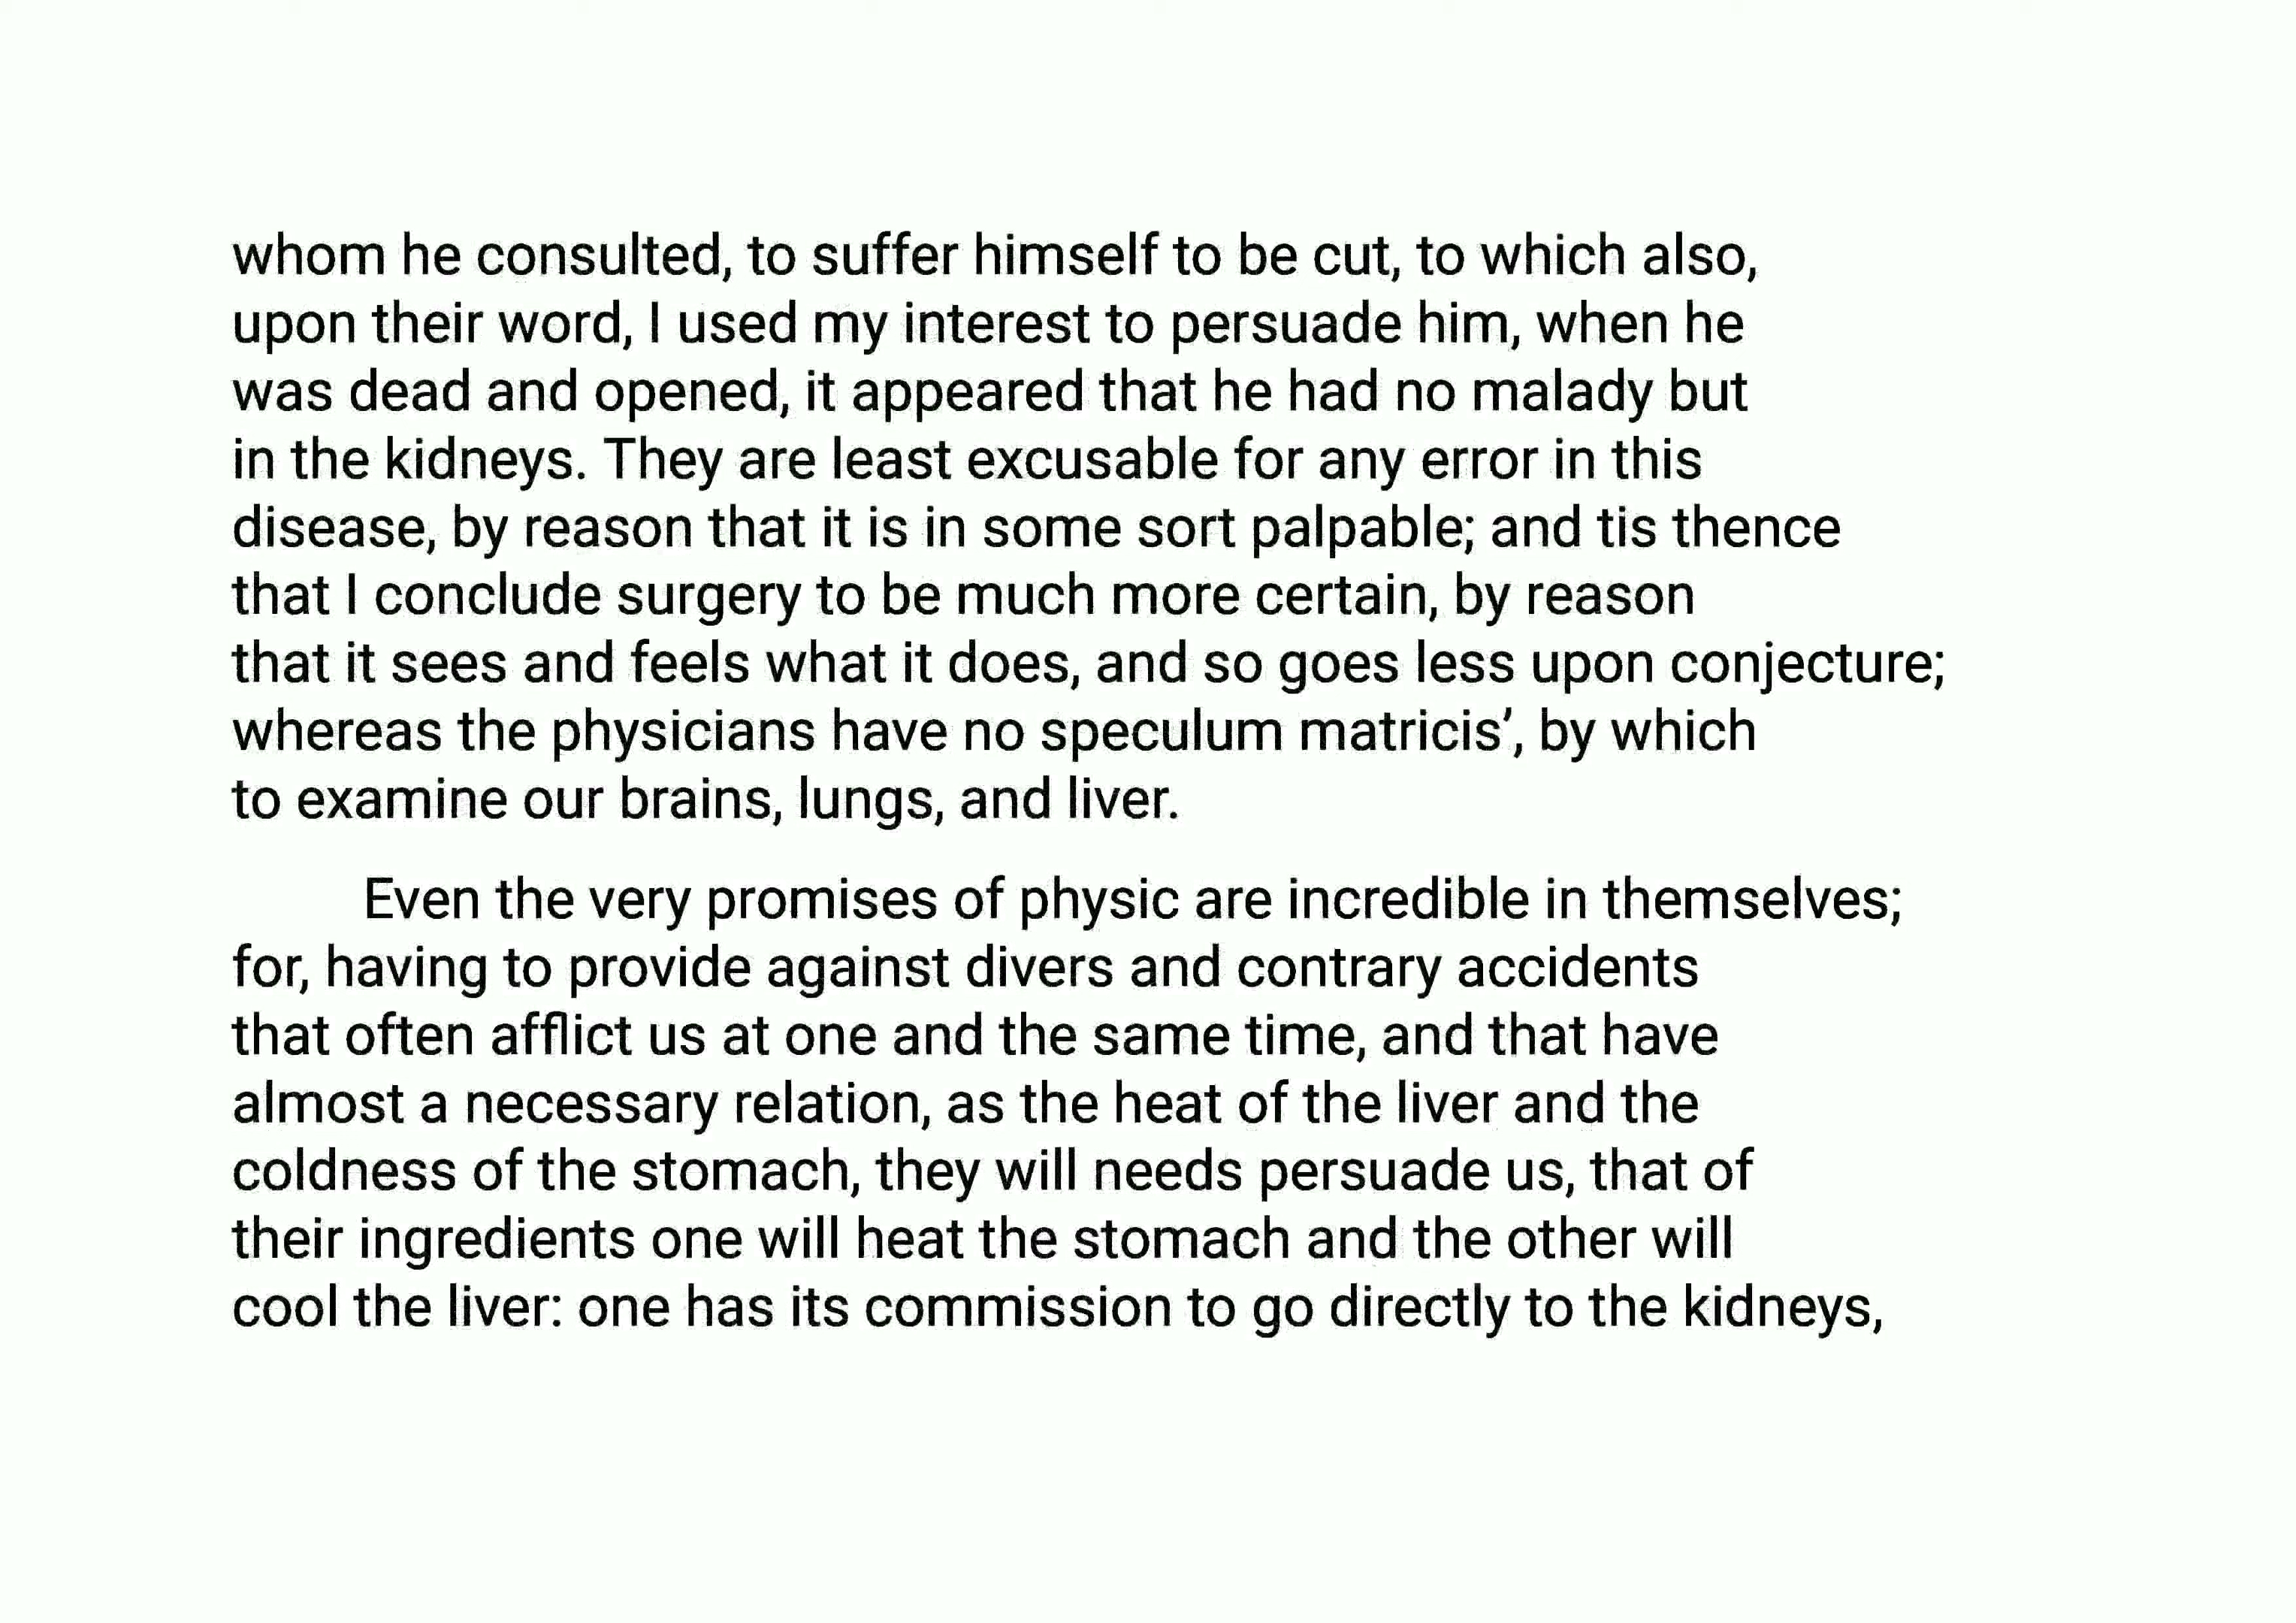 whom he consulted, to suffer himself to be cut, to which also,
upon their word, I used my interest to persuade him, when he
was dead and opened, it appeared that he had no malady but
in the kidneys. They are least excusable for any error in this
disease, by reason that it is in some sort palpable; and tis thence
that I conclude surgery to be much more certain, by reason
that it sees and feels what it does, and so goes less upon conjecture;
whereas the physicians have no speculum matricis’, by which
to examine our brains, lungs, and liver.
Even the very promises of physic are incredible in themselves;
for, having to provide against divers and contrary accidents
that often afflict us at one and the same time, and that have
almost a necessary relation, as the heat of the liver and the
coldness of the stomach, they will needs persuade us, that of
their ingredients one will heat the stomach and the other will
cool the liver: one has its commission to go directly to the kidneys,